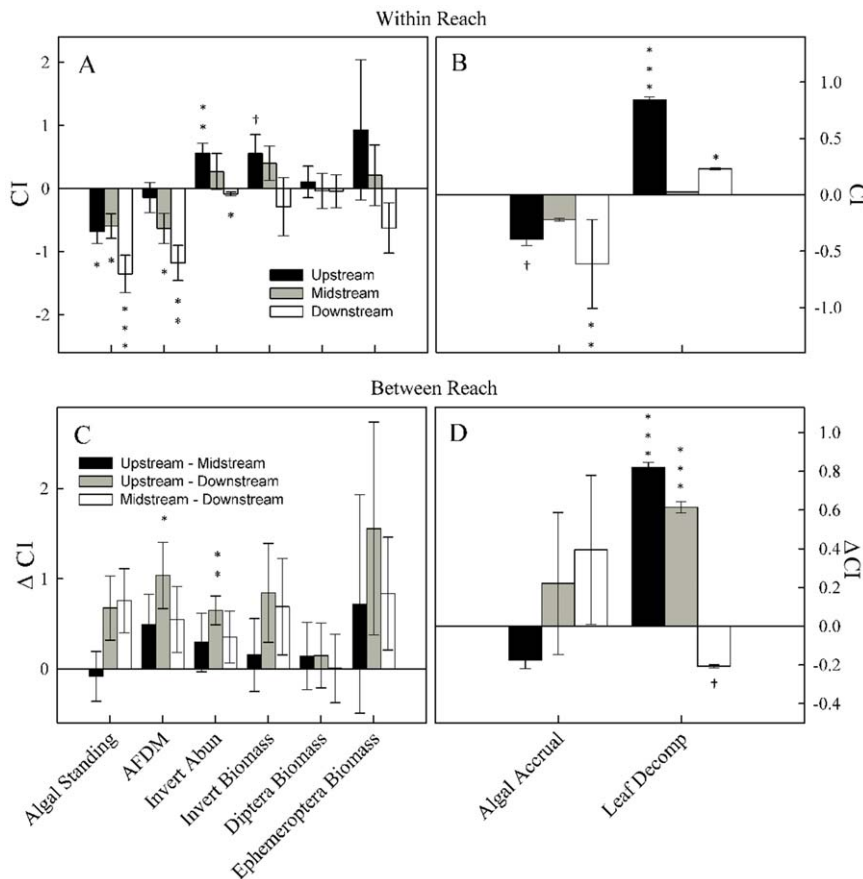 Within Reach
A
B
CI
2
1
0
-1
-2
* *
†
*
* * *
* *
*
*
*
Upstream
Midstream
Downstream
* * *
*
†
* *
1.0
0.5
0.0
-0.5
-1.0
CI
Between Reach
C
D
Δ CI
2
1
0
Upstream - Midstream
Upstream - Downstream
Midstream - Downstream
*
* *
* * *
* * *
†
1.0
0.8
0.6
0.4
0.2
0.0
-0.2
-0.4
Δ CI
Algal Standing
AFDM
Invert Abun
Invert Biomass
Diptera Biomass
Ephemeroptera Biomass
Algal Accrual
Leaf Decomp